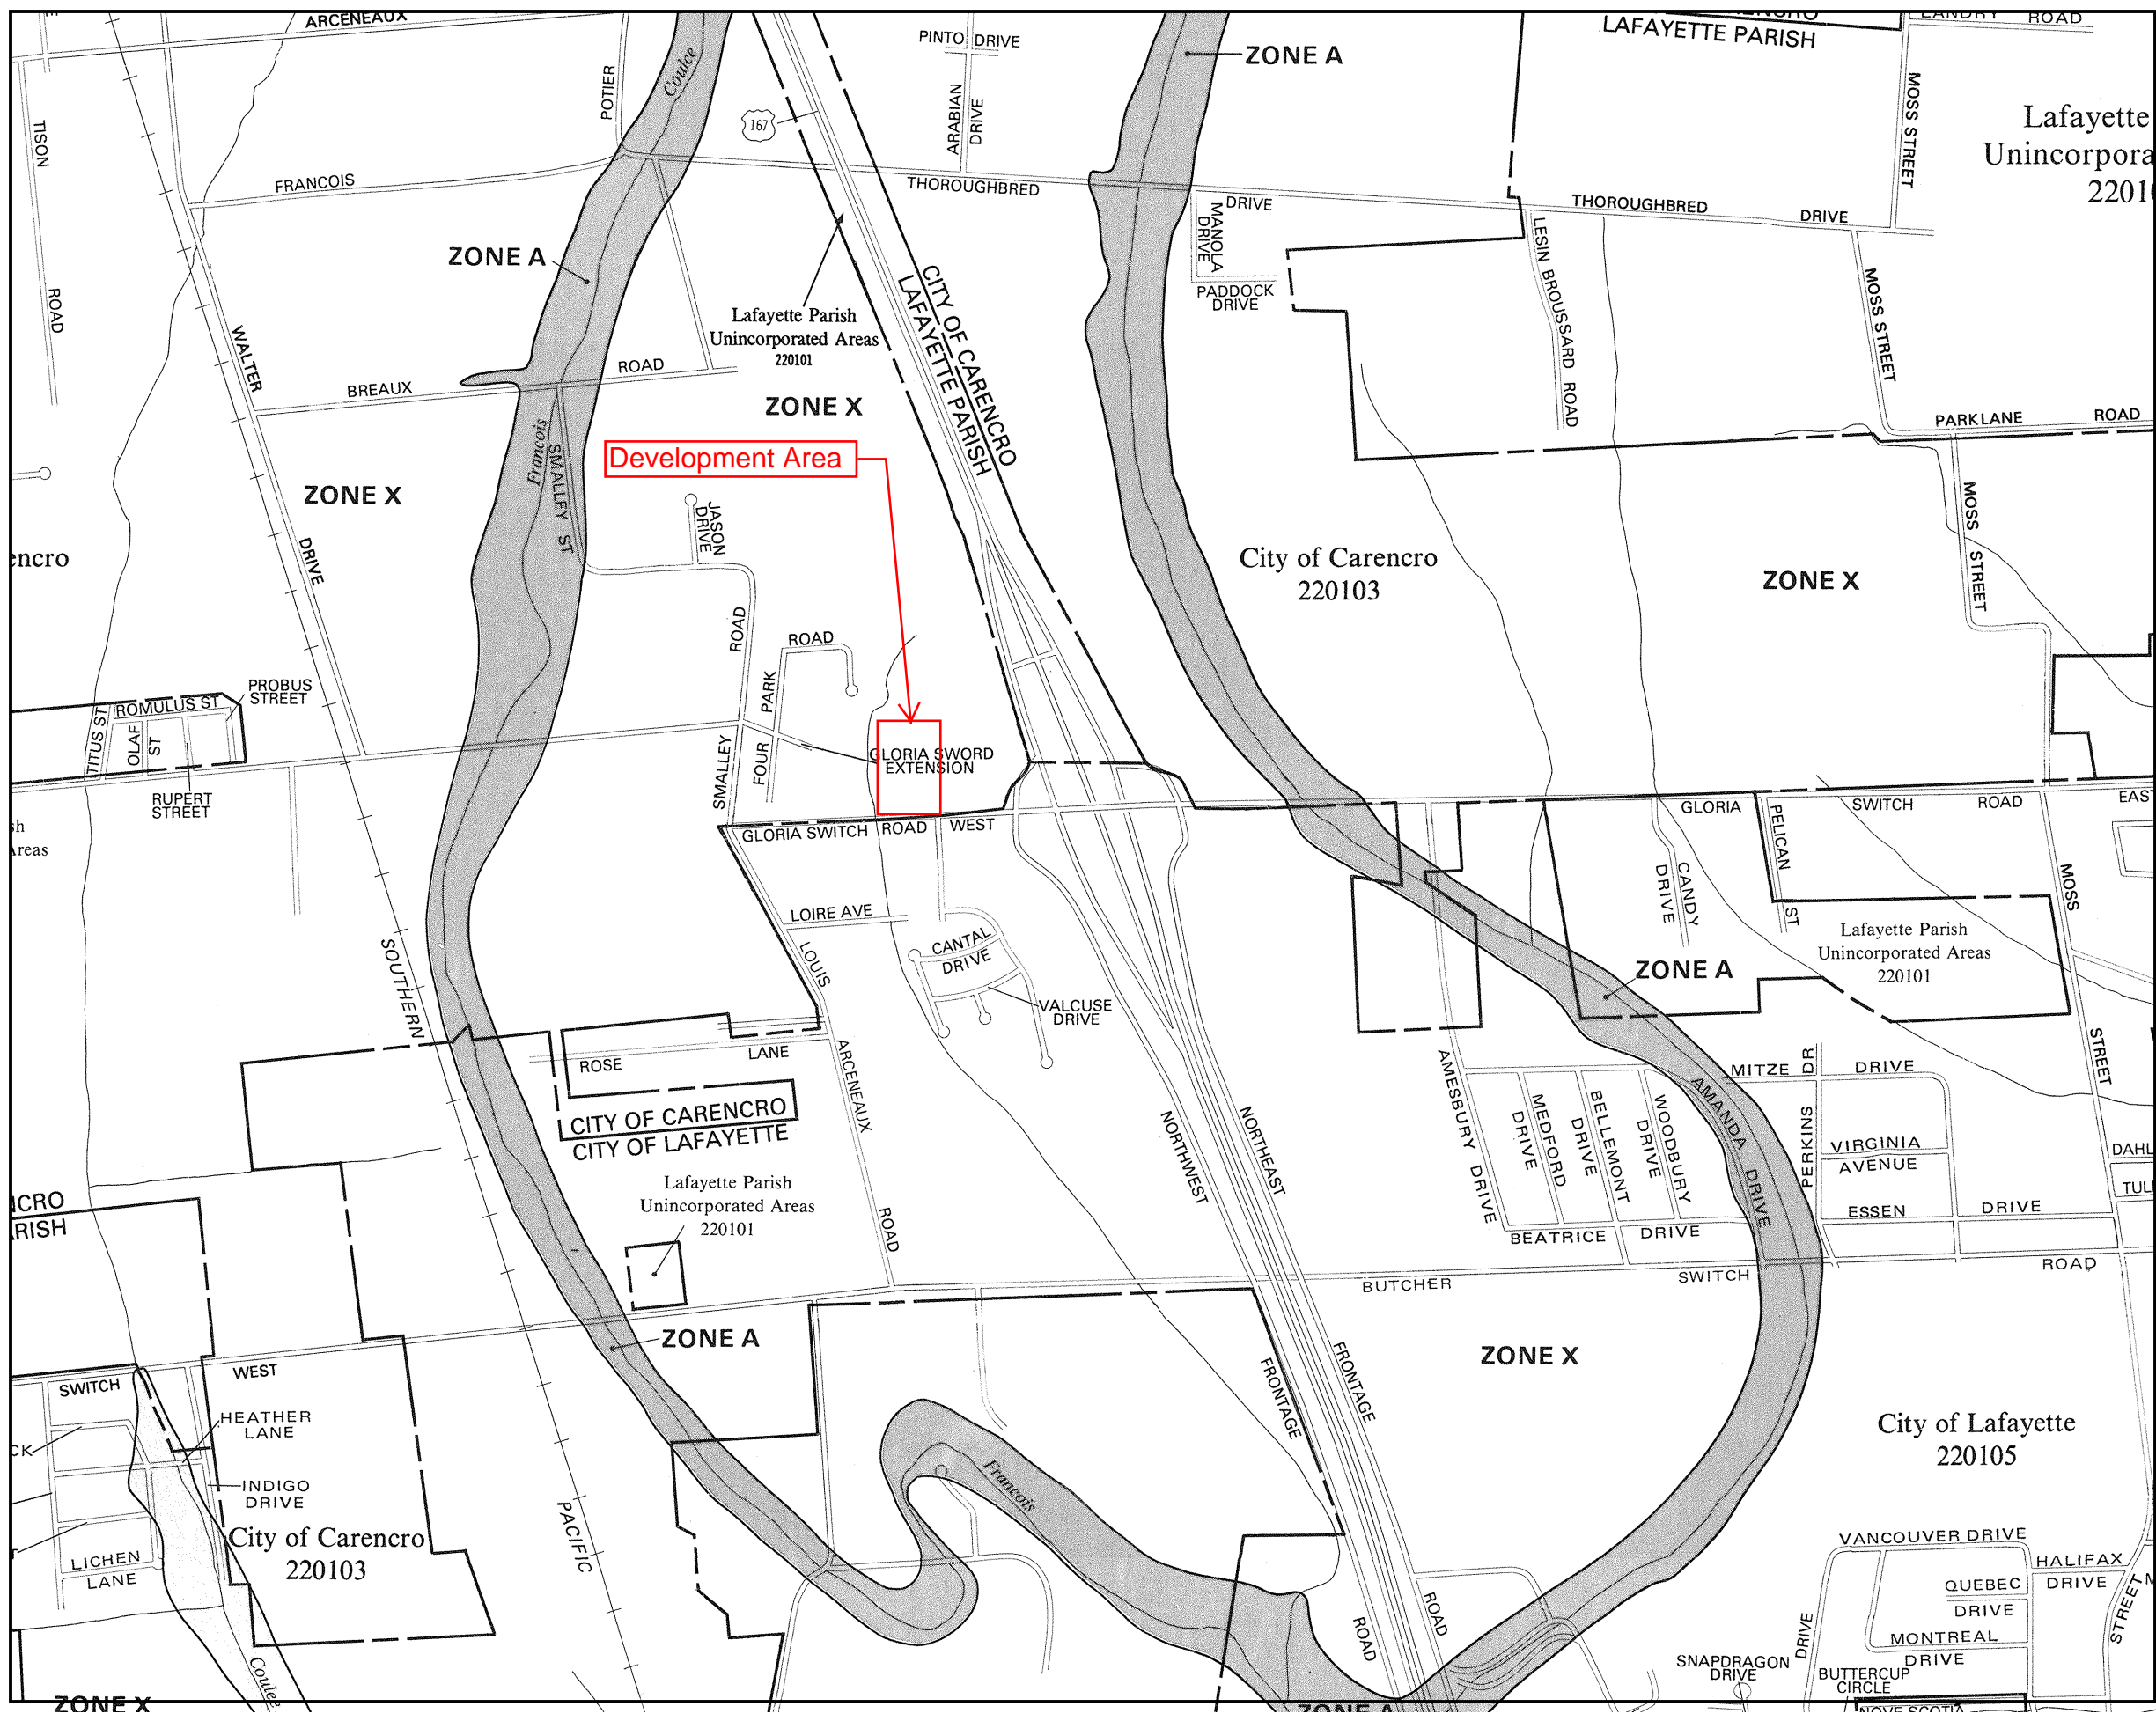 ARCENEAUX
POTIER
Coulee
PINTO DRIVE
ZONE A
LAFAYETTE PARISH
ROAD
167
ARABIAN
DRIVE
MOSS STREET
Lafayette
TISON
ROAD
FRANCOIS
THOROUGHBRED
DRIVE
MANOLA
DRIVE
PADDOCK
DRIVE
THOROUGHBRED
DRIVE
LESIN BROUSSARD ROAD
MOSS STREET
ZONE A
Lafayette Parish
Unincorporated Areas
220101
CITY OF CARENCRO
LAFAYETTE PARISH
WALTER
DRIVE
BREAUX
ROAD
ZONE X
PARKLANE
ROAD
Francois
SMALLEY ST
Development Area
ZONE X
JASON
DRIVE
City of Carencro
220103
ZONE X
MOSS
STREET
ROAD
ROAD
PARK
FOUR
SMALLEY
PROBUS
STREET
ROMULUS ST
TITUS ST
OLAF
ST
RUPERT
STREET
GLORIA SWORD
EXTENSION
GLORIA SWITCH
ROAD
WEST
GLORIA
SWITCH
ROAD
EAST
PELICAN
ST
CANDY
DRIVE
MOSS
STREET
LOIRE AVE
LOUIS
ARCENEAUX
ROAD
CANTAL
DRIVE
VALCUSE
DRIVE
Lafayette Parish
Unincorporated Areas
220101
ZONE A
SOUTHERN
ROSE
LANE
CITY OF CARENCRO
CITY OF LAFAYETTE
Lafayette Parish
Unincorporated Areas
220101
NORTHWEST
NORTHEAST
AMESBURY DRIVE
MEDFORD
DRIVE
BELLEMONT
DRIVE
WOODBURY
DRIVE
AMANDA
DRIVE
MITZE
DR
DRIVE
PERKINS
VIRGINIA
AVENUE
DAHL
TUL
ESSEN
DRIVE
BEATRICE
DRIVE
BUTCHER
SWITCH
ROAD
ZONE A
ZONE X
SWITCH
WEST
HEATHER
LANE
INDIGO
DRIVE
City of Carencro
220103
LICHEN
LANE
Coulee
ZONE X
PACIFIC
Francois
FRONTAGE
FRONTAGE
ROAD
ROAD
City of Lafayette
220105
VANCOUVER DRIVE
HALIFAX
DRIVE
QUEBEC
DRIVE
MONTREAL
DRIVE
DRIVE
STREET
SNAPDRAGON
DRIVE
BUTTERCUP
CIRCLE
ZONE A